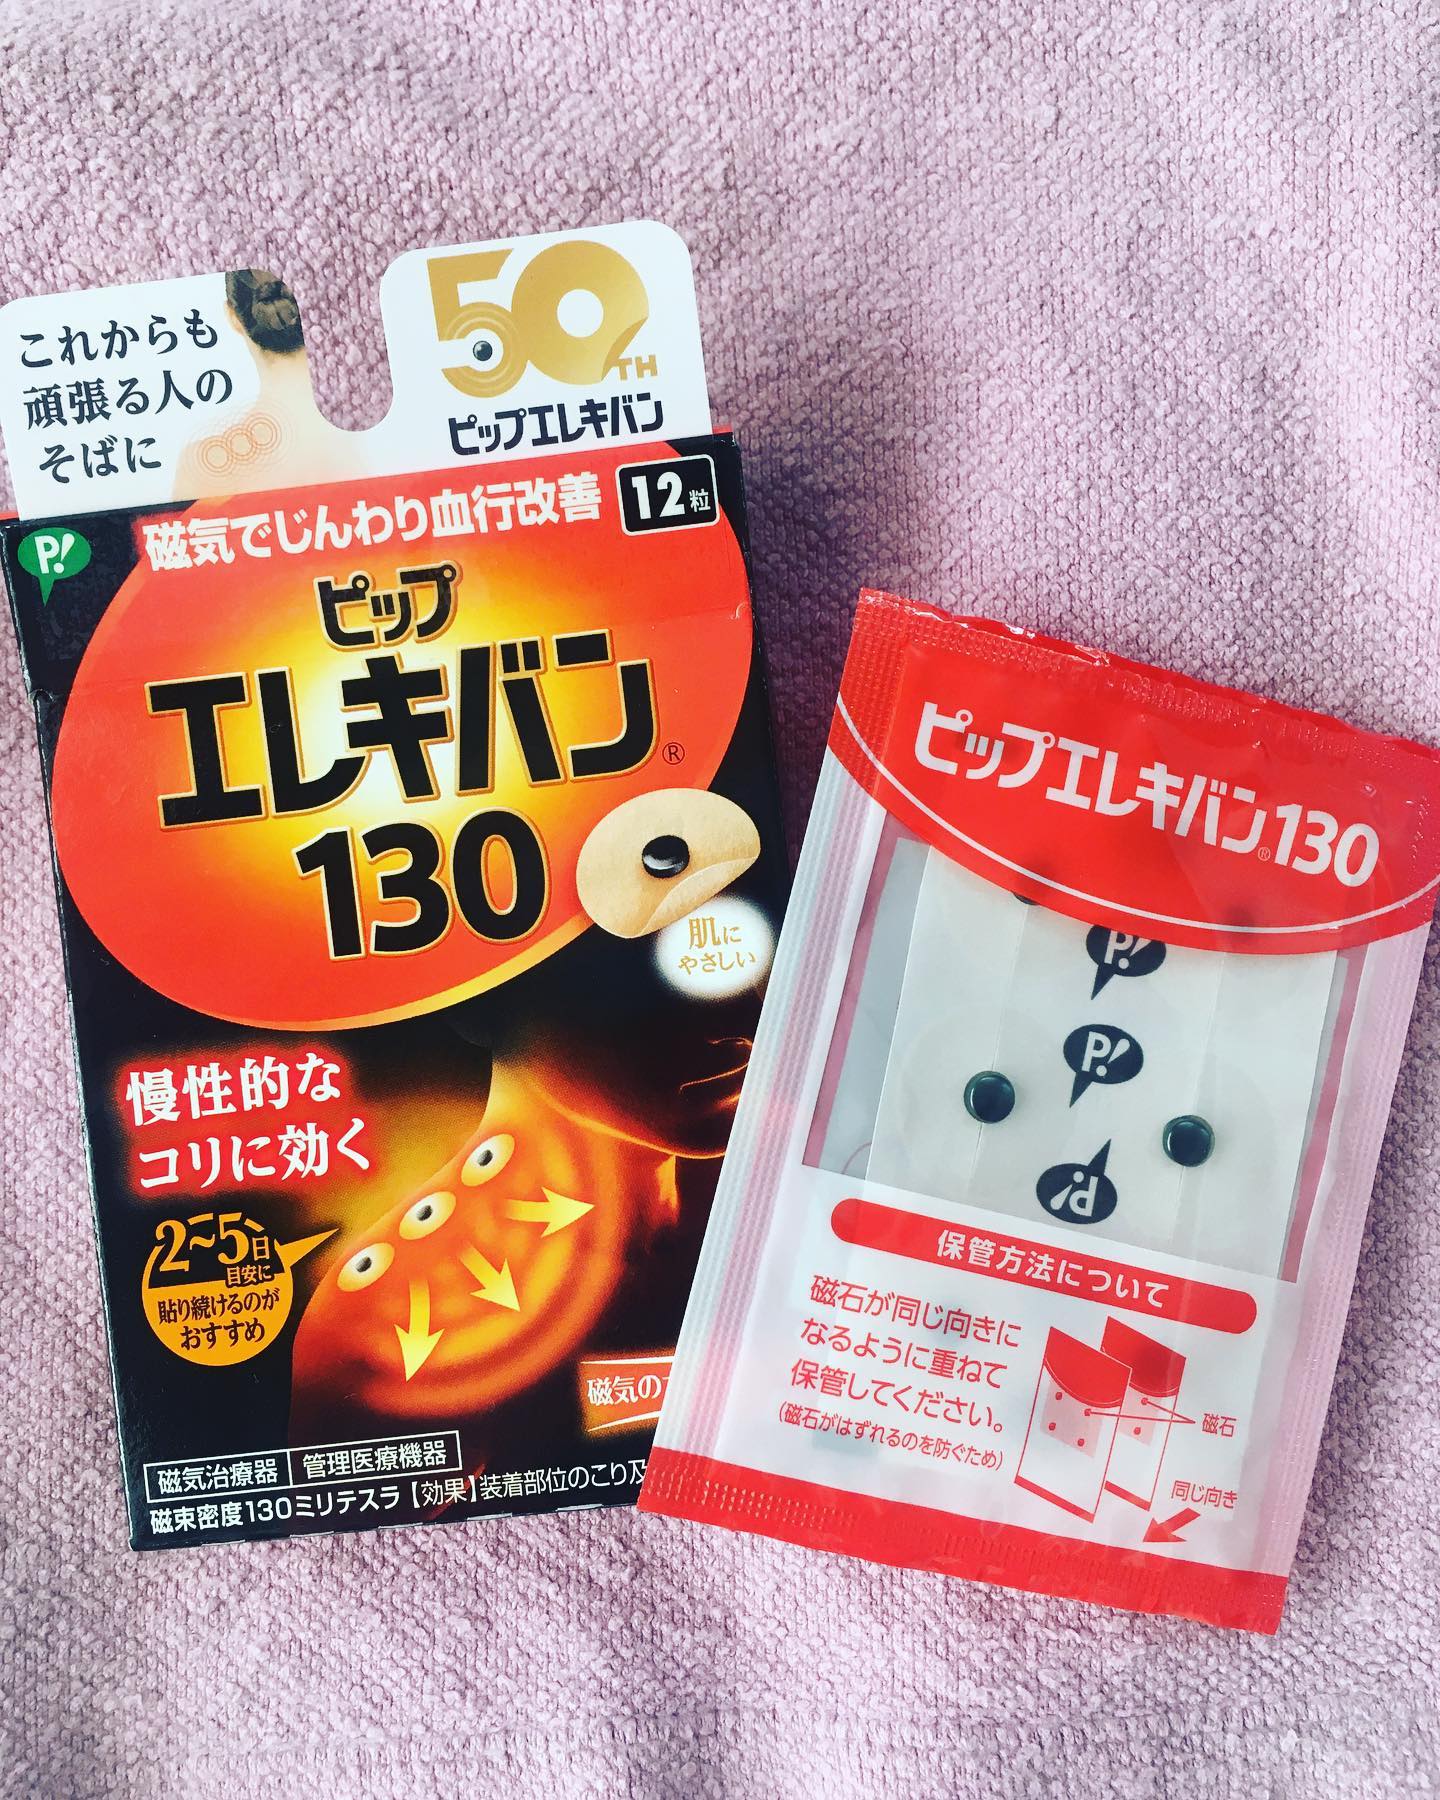 これからも
頑張る人の
そばに
50TH
ピップエレキバン
P!
磁気でじんわり血行改善
12粒
ピップ
エレキバン®
130
肌に
やさしい
慢性的な
コリに効く
2~5日
目安に
貼り続けるのが
おすすめ
磁気の
磁気治療器 管理医療機器
磁束密度130ミリテスラ【効果】装着部位のこり及
ピップエレキバン®130
P!
P!
P!
保管方法について
磁石が同じ向きに
なるように重ねて
保管してください。
(磁石がはずれるのを防ぐため)
磁石
同じ向き